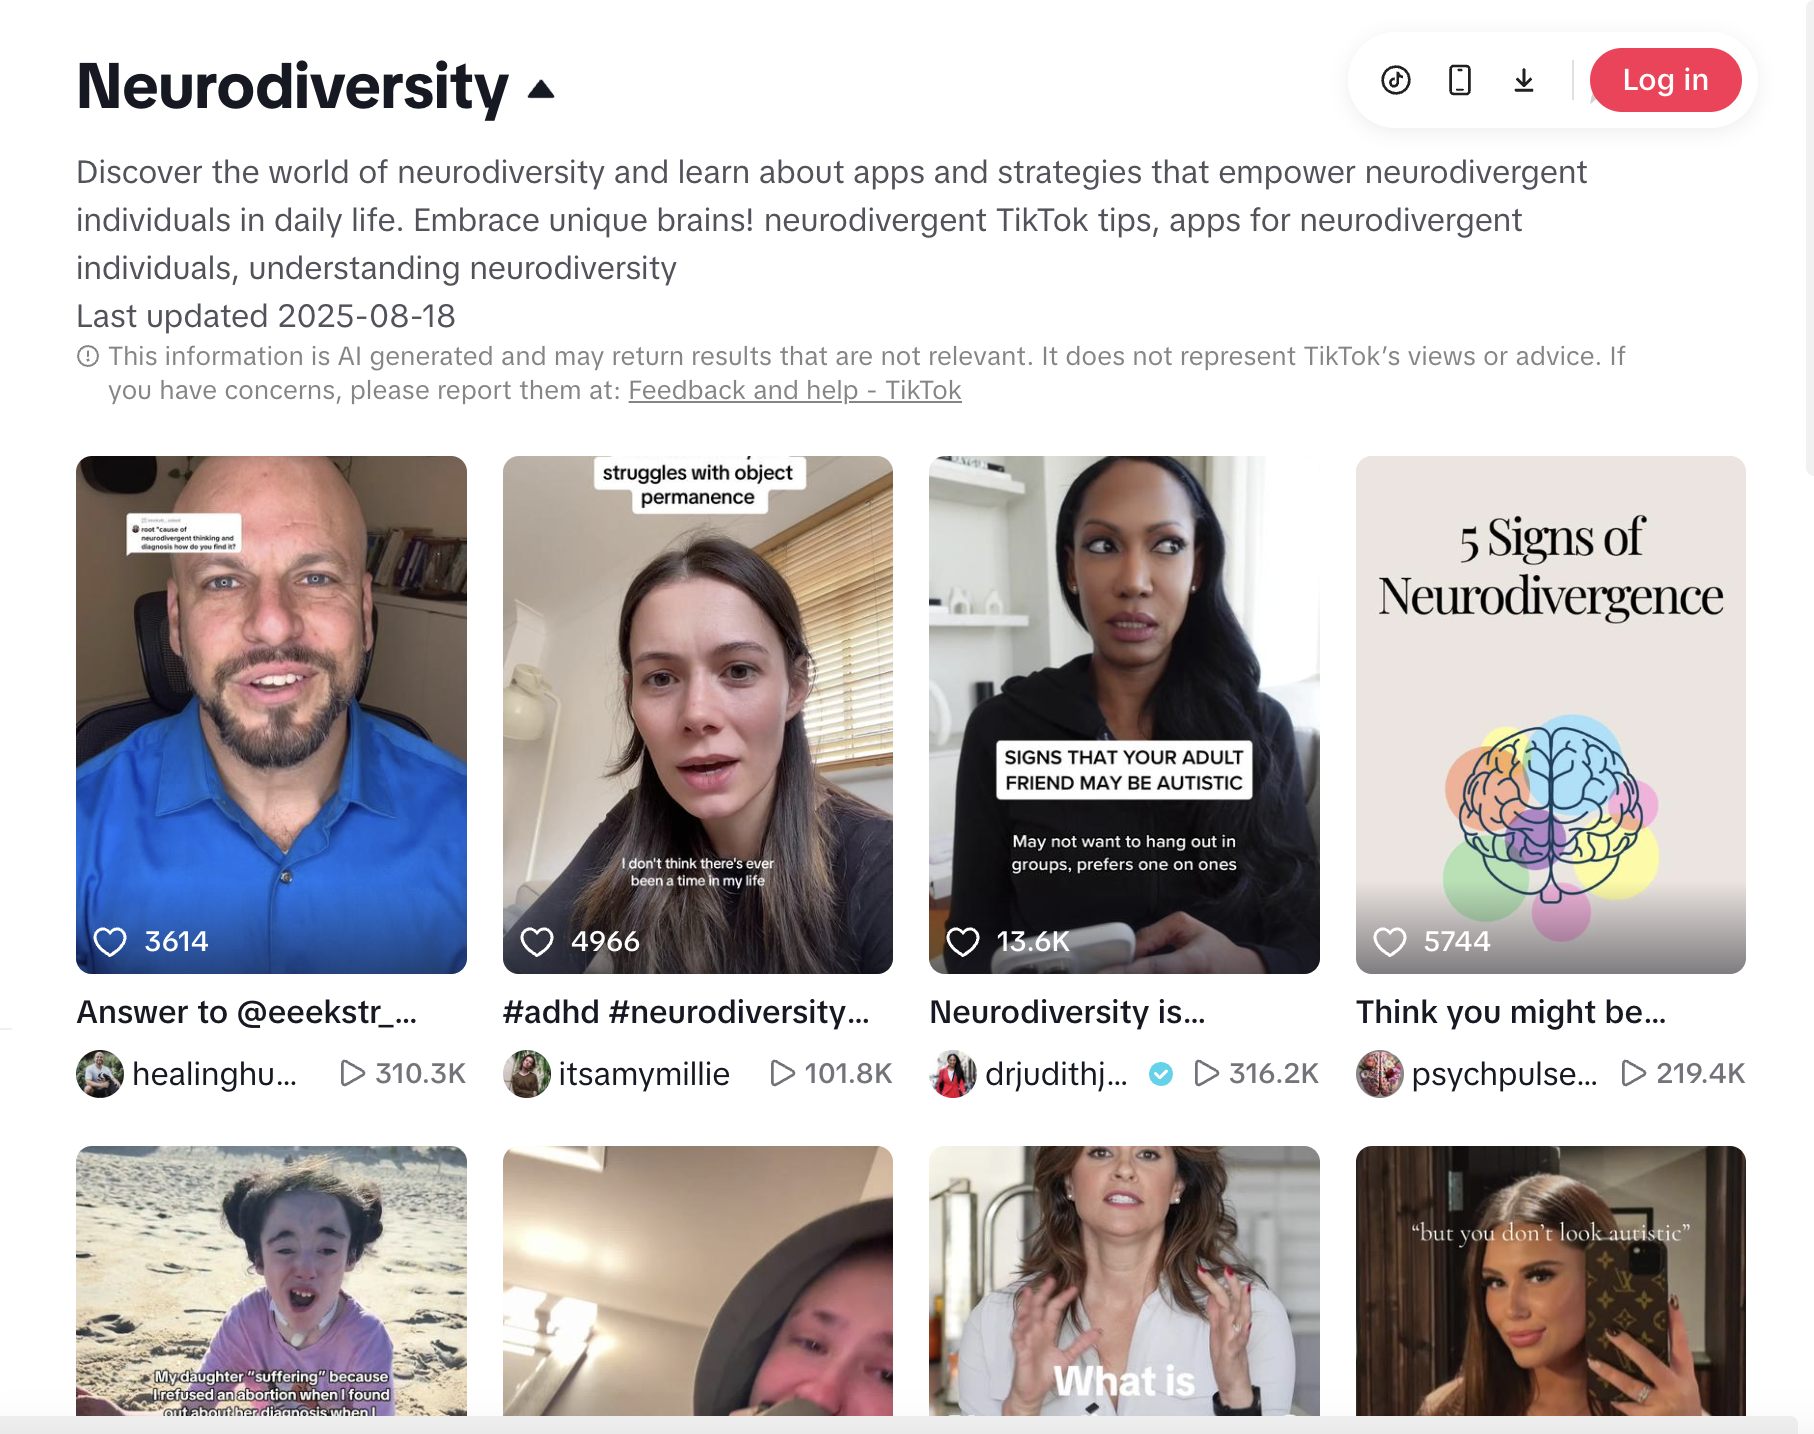 Neurodiversity
Log in
Discover the world of neurodiversity and learn about apps and strategies that empower neurodivergent
individuals in daily life. Embrace unique brains! neurodivergent TikTok tips, apps for neurodivergent
individuals, understanding neurodiversity
Last updated 2025-08-18
This information is AI generated and may return results that are not relevant. It does not represent TikTok’s views or advice. If
you have concerns, please report them at: Feedback and help - TikTok
root "cause of
neurodivergent thinking and
diagnosis how do you find it?
3614
struggles with object
permanence
I don't think there's ever
been a time in my life
4966
SIGNS THAT YOUR ADULT
FRIEND MAY BE AUTISTIC
May not want to hang out in
groups, prefers one on ones
13.6K
5 Signs of
Neurodivergence
5744
Answer to @eeekstr_...
healinghu...
310.3K
#adhd #neurodiversity...
itsamymillie
101.8K
Neurodiversity is...
drjudithj...
316.2K
Think you might be...
psychpulse...
219.4K
My daughter “suffering” because
I refused an abortion when I found
out about her diagnosis when I
What is
“but you don’t look autistic”